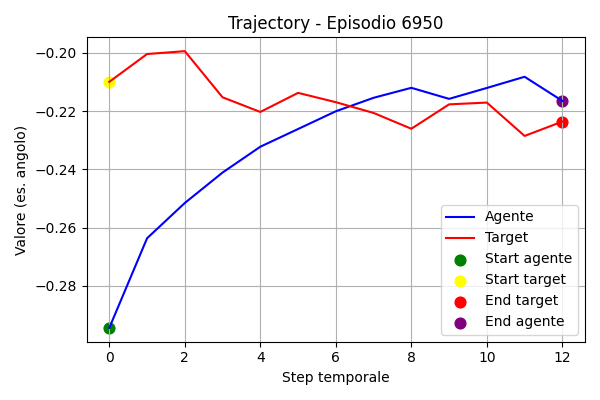 Trajectory - Episodio 6950
Valore (es. angolo)
−0.20
−0.22
−0.24
−0.26
−0.28
0 2 4 6 8 10 12
Step temporale
Agente
Target
Start agente
Start target
End target
End agente